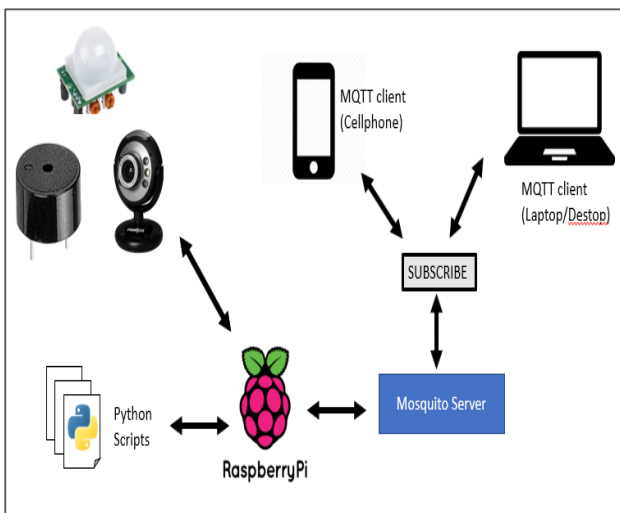 MQTT client
(Cellphone)
MQTT client
(Laptop/Destop)
SUBSCRIBE
Mosquito Server
Python
Scripts
RaspberryPi